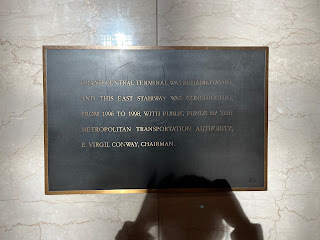 GRAND CENTRAL TERMINAL WAS REHABILITATED,
AND THIS EAST STAIRWAY WAS CONSTRUCTED,
FROM 1996 TO 1998, WITH PUBLIC FUNDS BY THE
METROPOLITAN TRANSPORTATION AUTHORITY,
E. VIRGIL CONWAY, CHAIRMAN.